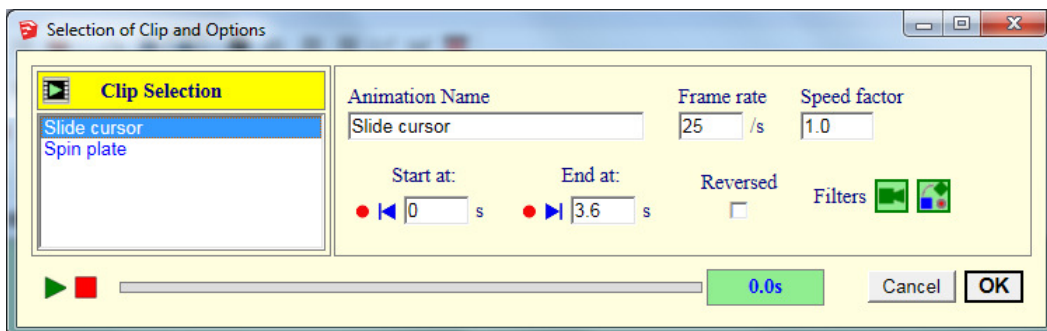 Selection of Clip and Options
Clip Selection
Slide cursor
Spin plate
Animation Name
Frame rate
Speed factor
Slide cursor
25 /s
1.0
Start at:
End at:
Reversed
Filters
0 s
3.6 s
0.0s
Cancel
OK